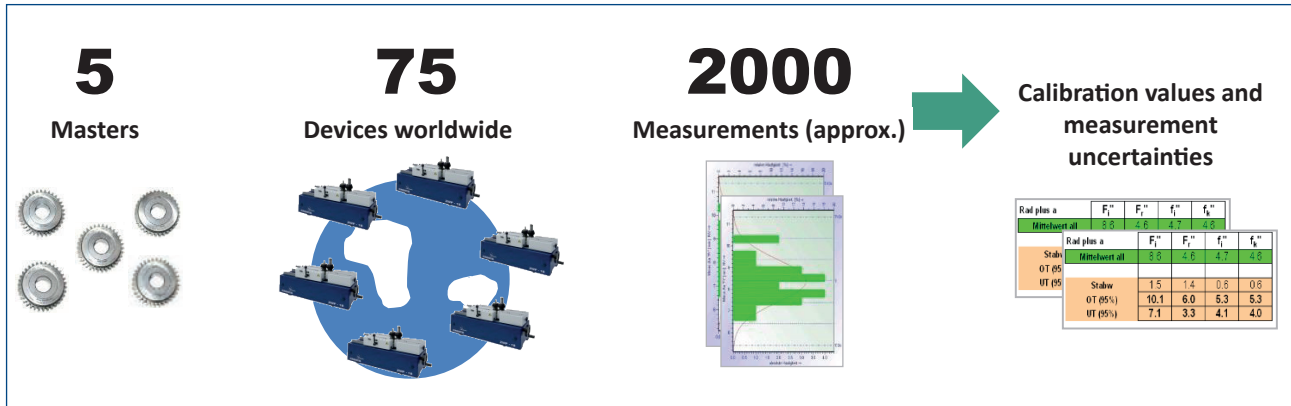 5
Masters
75
Devices worldwide
2000
Measurements (approx.)
Calibration values and
measurement
uncertainties
Rad plus a Fi" Fr" fi" fk"
Mittelwert all 8.6 4.6 4.7 4.6
Stabw
OT (95
UT (95
Rad plus a Fi" Fr" fi" fk"
Mittelwert all 8.6 4.6 4.7 4.6
Stabw 1.5 1.4 0.6 0.6
OT (95%) 10.1 6.0 5.3 5.3
UT (95%) 7.1 3.3 4.1 4.0